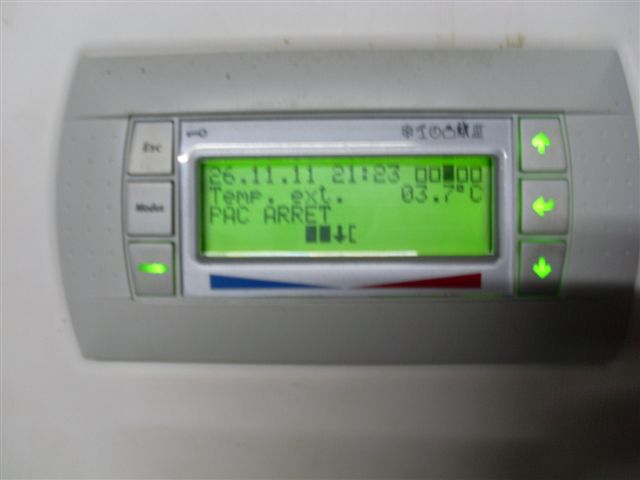 Esc
Modes
26.11.11 21:23
Temp. ext. 03.7°C
PAC ARRET